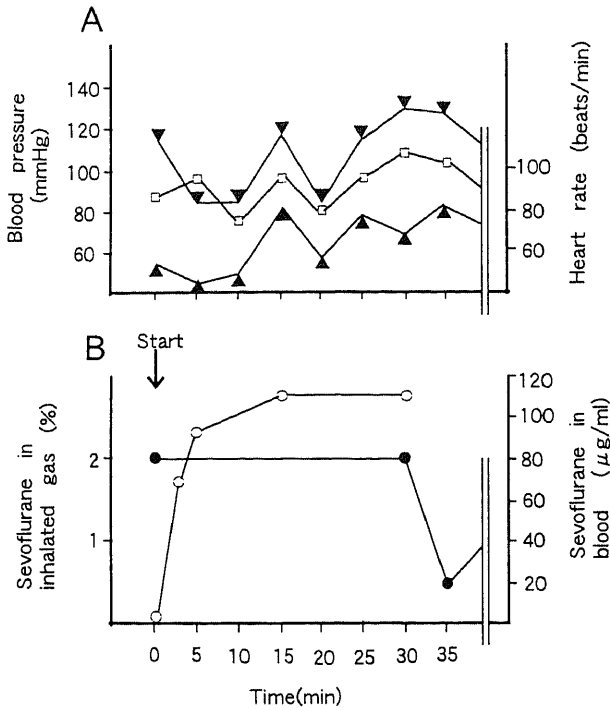 A
Blood pressure
(mmHg)
140
120
100
80
60
100
80
60
Heart rate (beats/min)
B
Start
Sevoflurane in
inhalated gas (%)
2
1
120
100
80
60
40
20
Sevoflurane in
blood (μg/ml)
0 5 10 15 20 25 30 35
Time(min)